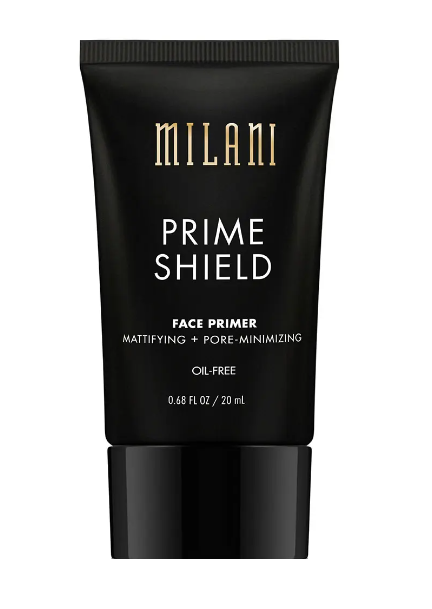 MILANI
PRIME
SHIELD
FACE PRIMER
MATTIFYING + PORE-MINIMIZING
OIL-FREE
0.68 FL OZ / 20 mL